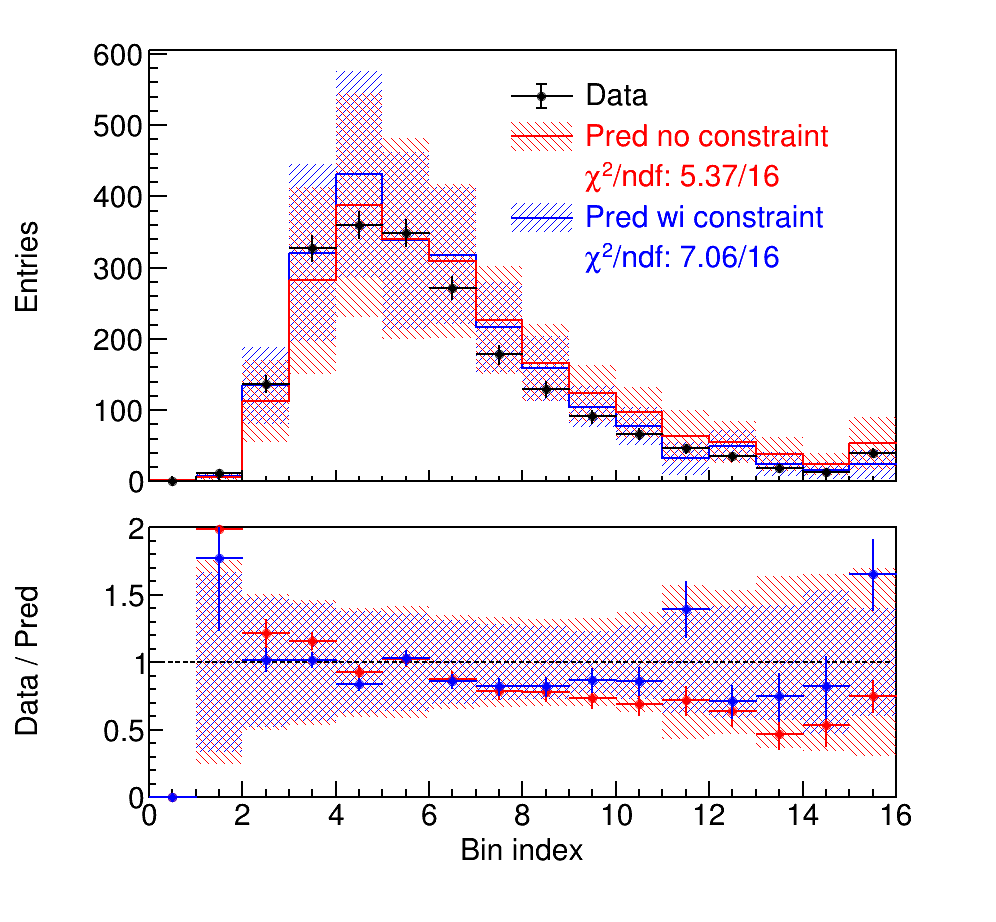 600
500
400
300
200
100
0
Entries
Data
Pred no constraint
χ²/ndf: 5.37/16
Pred wi constraint
χ²/ndf: 7.06/16
2
1.5
1
0.5
0
Data / Pred
0 2 4 6 8 10 12 14 16
Bin index